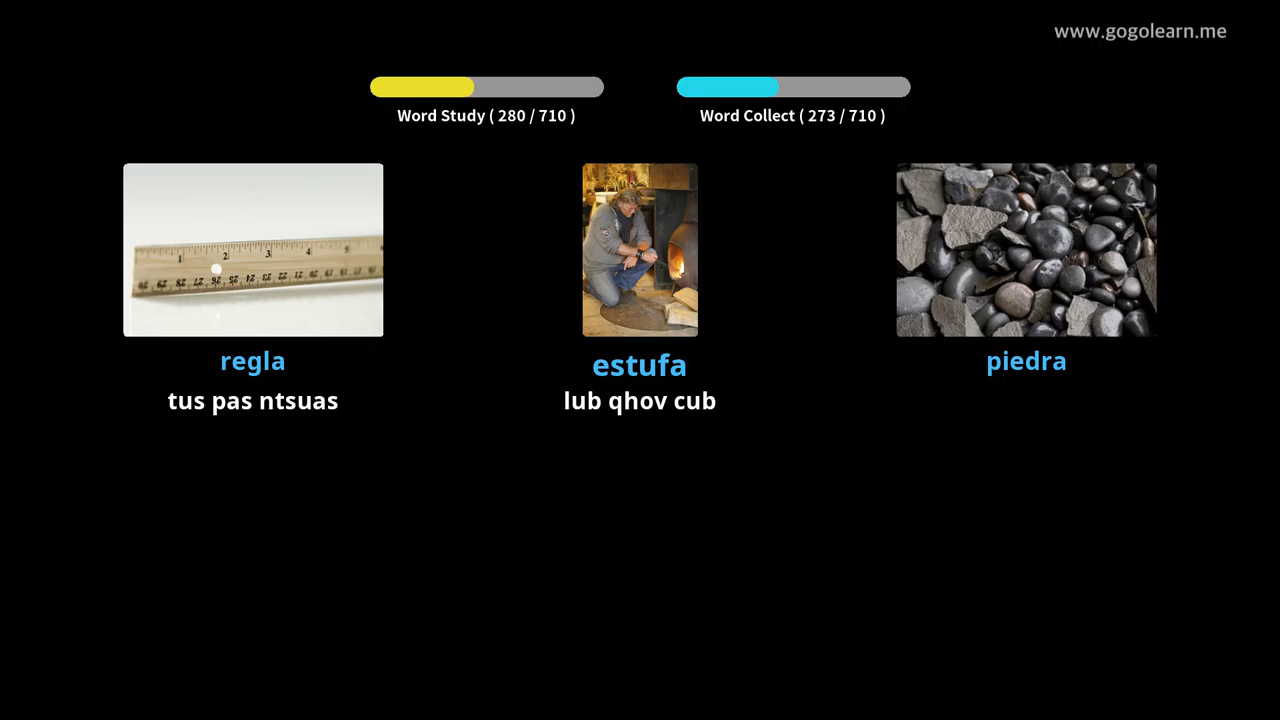 www.gogolearn.me
Word Study ( 280 / 710 )
Word Collect ( 273 / 710 )
regla
estufa
piedra
tus pas ntsuas
lub qhov cub